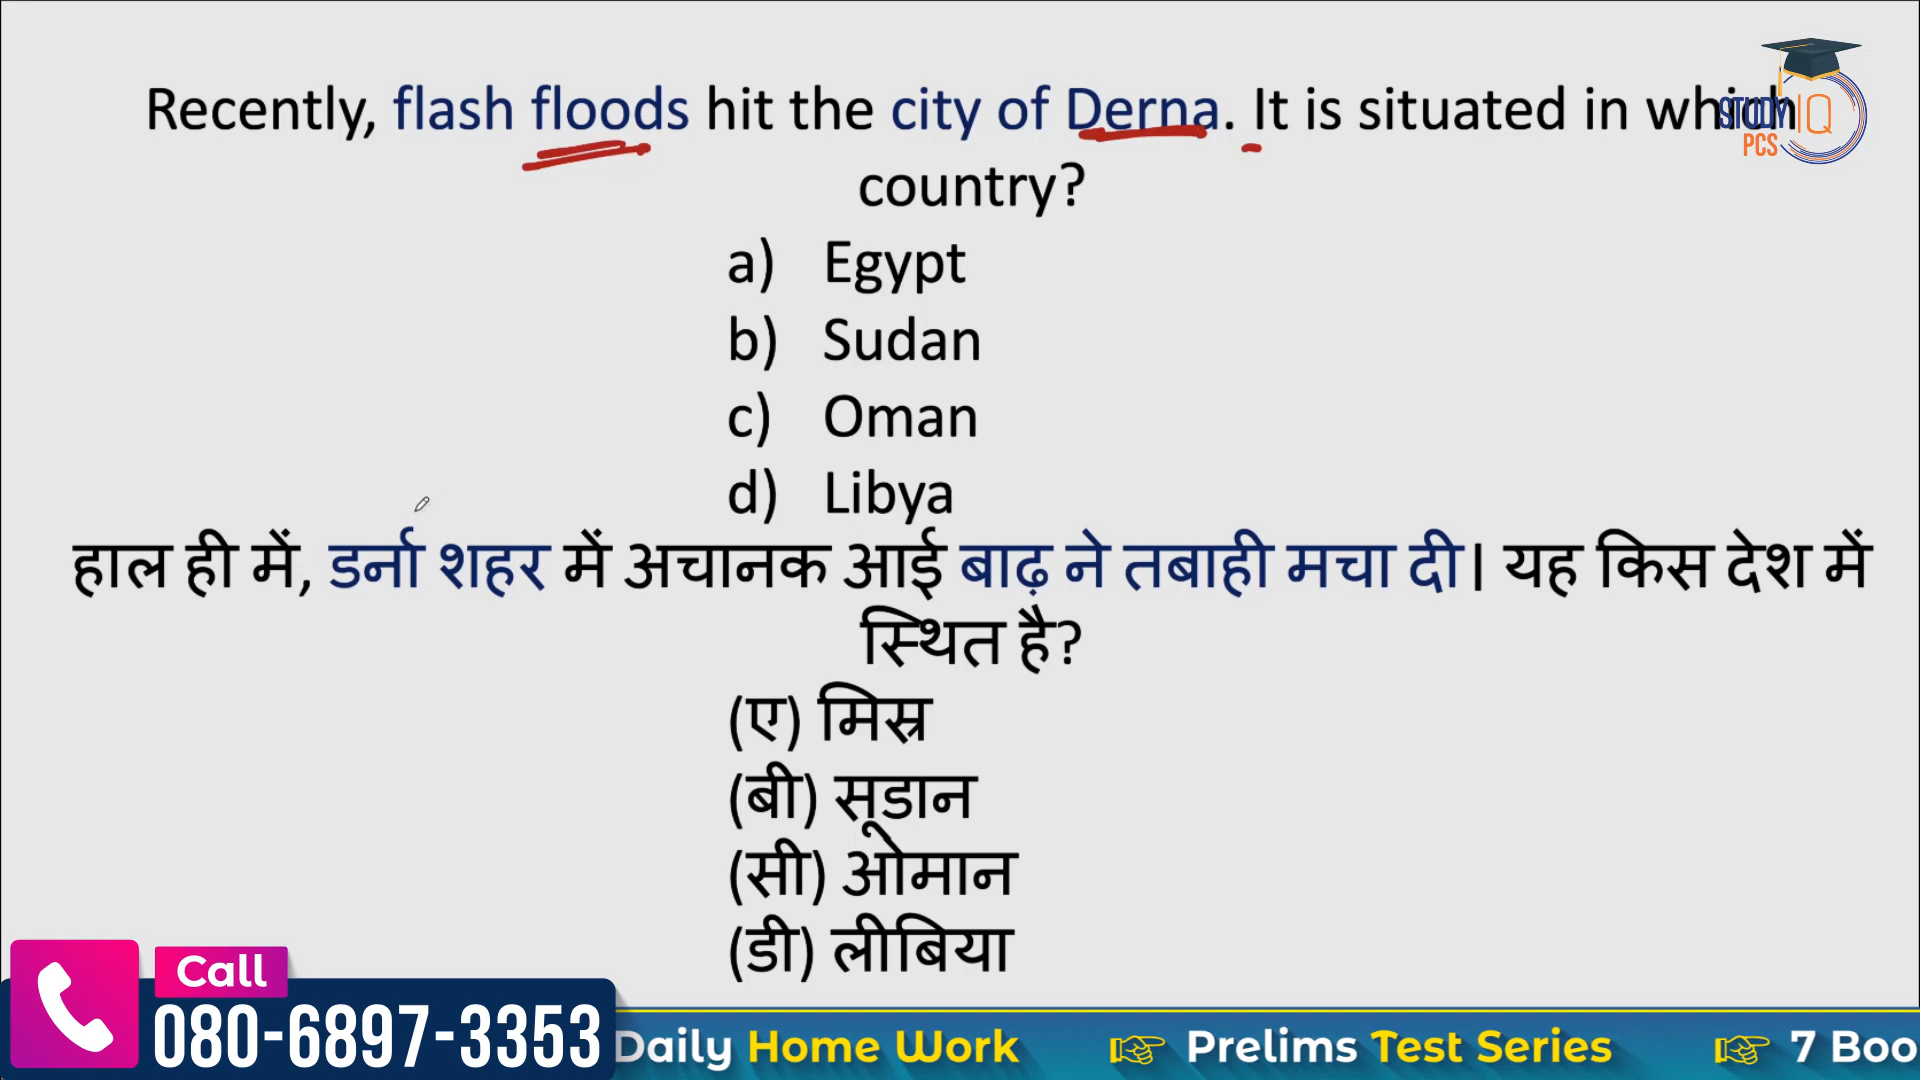 Recently, flash floods hit the city of Derna. It is situated in which
country?
a) Egypt
b) Sudan
c) Oman
d) Libya
हाल ही में, डर्ना शहर में अचानक आई बाढ़ ने तबाही मचा दी। यह किस देश में
स्थित है?
(ए) मिस्र
(बी) सूडान
(सी) ओमान
(डी) लीबिया
STUDY IQ
PCS
Call
080-6897-3353
Daily Home Work Prelims Test Series 7 Boo